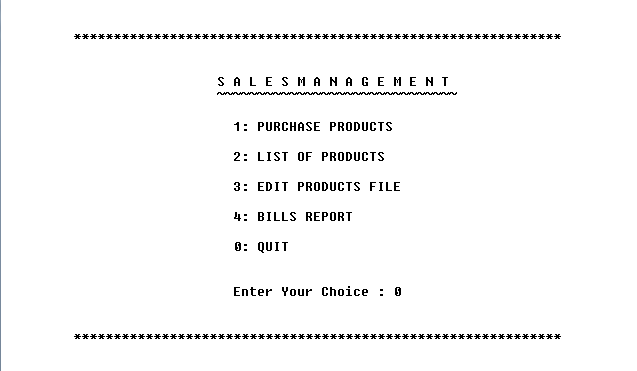 *************************************************************
S A L E S M A N A G E M E N T
~~~~~~~~~~~~~~~~~~~~~~~~~~~~~~
1: PURCHASE PRODUCTS
2: LIST OF PRODUCTS
3: EDIT PRODUCTS FILE
4: BILLS REPORT
0: QUIT
Enter Your Choice : 0
*************************************************************